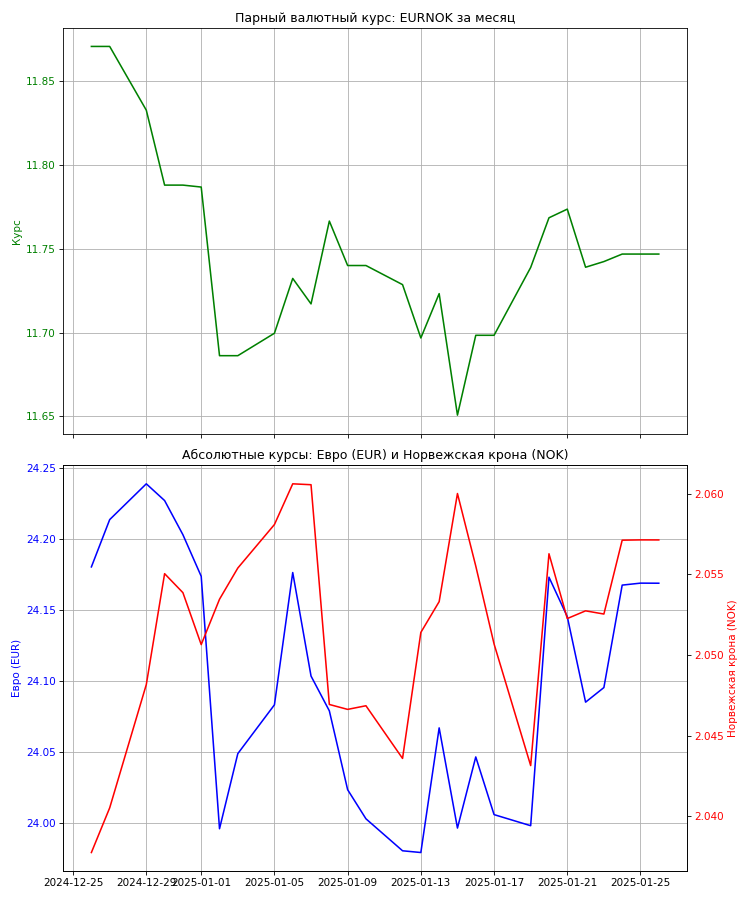 Парный валютный курс: EURNOK за месяц
11.85
11.80
11.75
11.70
11.65
Курс
Абсолютные курсы: Евро (EUR) и Норвежская крона (NOK)
24.25
24.20
24.15
24.10
24.05
24.00
Евро (EUR)
2.060
2.055
2.050
2.045
2.040
Норвежская крона (NOK)
2024-12-25 2024-12-29 2025-01-01 2025-01-05 2025-01-09 2025-01-13 2025-01-17 2025-01-21 2025-01-25